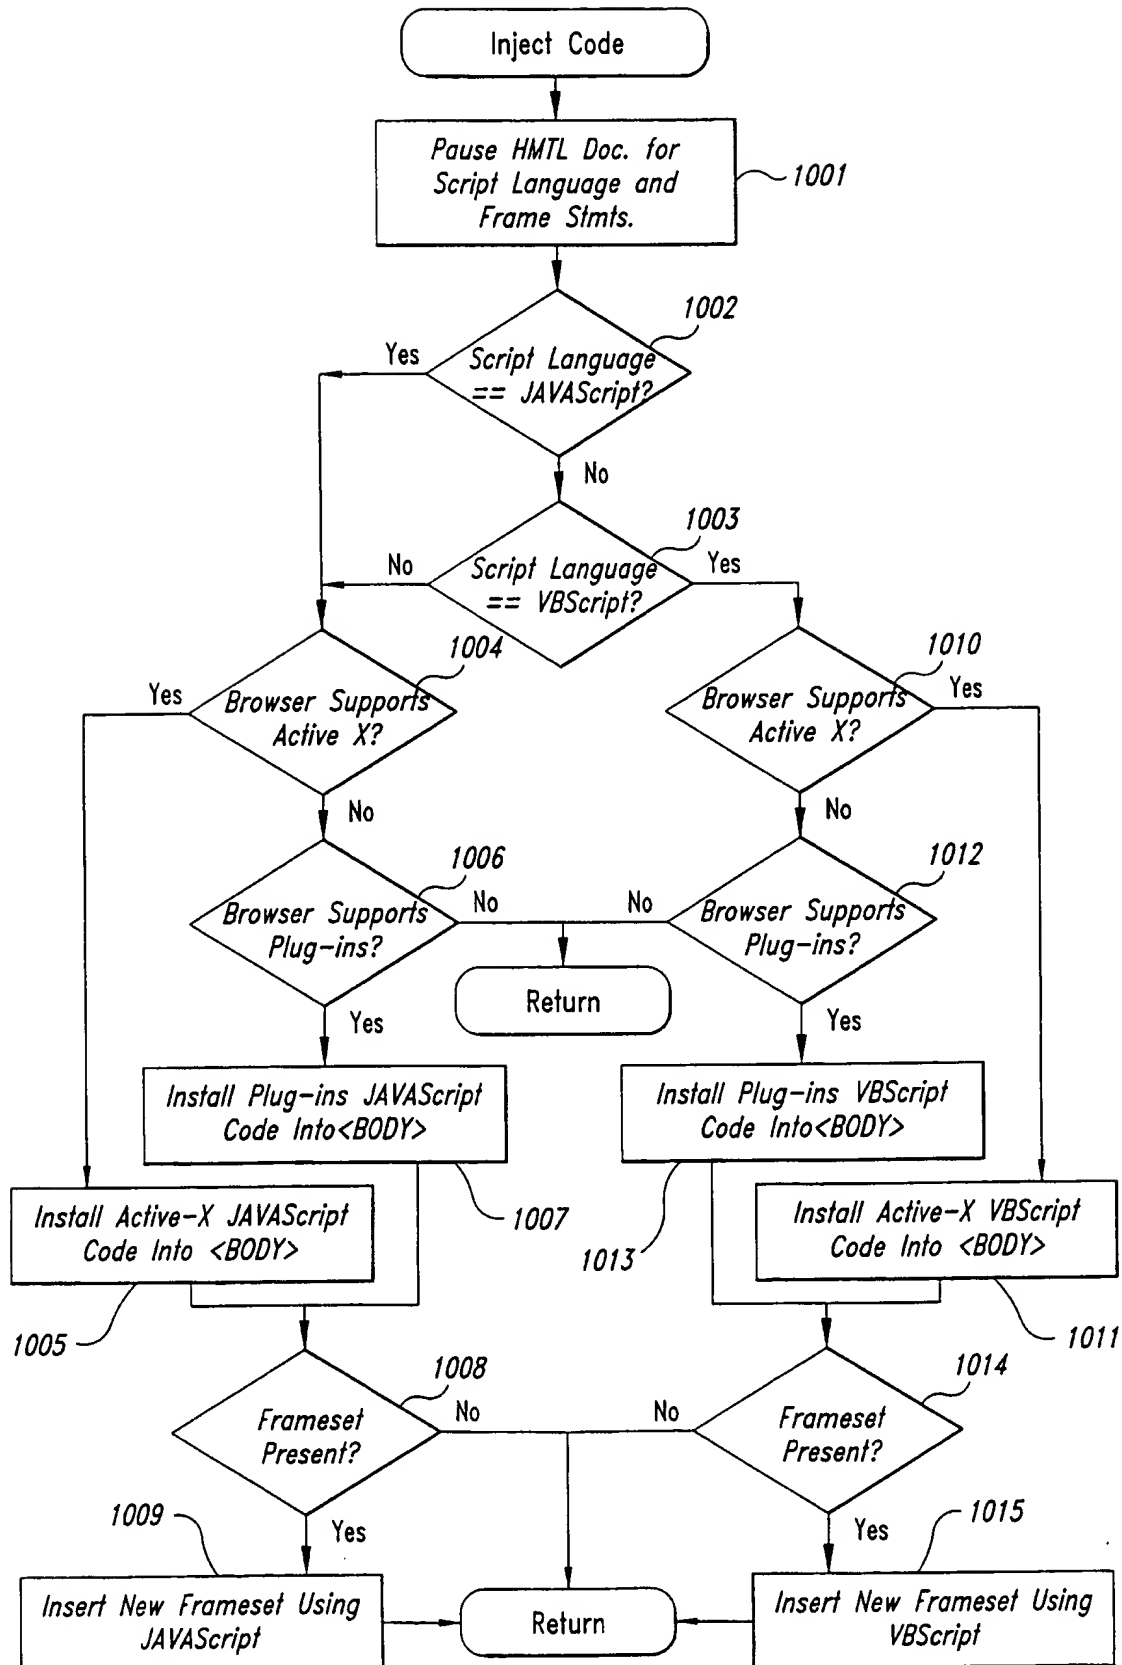 Inject Code
Pause HMTL Doc. for
Script Language and
Frame Stmts.
1001
1002
Yes
Script Language
== JAVAScript?
No
1003
No
Script Language
== VBScript?
Yes
1004
Yes
Browser Supports
Active X?
No
1010
Browser Supports
Active X?
Yes
No
1006
Browser Supports
Plug-ins?
No
Yes
1012
No
Browser Supports
Plug-ins?
Yes
Return
Install Plug-ins JAVAScript
Code Into<BODY>
1007
Install Plug-ins VBScript
Code Into<BODY>
1013
Install Active-X JAVAScript
Code Into <BODY>
1005
Install Active-X VBScript
Code Into <BODY>
1011
1008
Frameset
Present?
No
Yes
1014
No
Frameset
Present?
Yes
1009
Insert New Frameset Using
JAVAScript
Return
1015
Insert New Frameset Using
VBScript